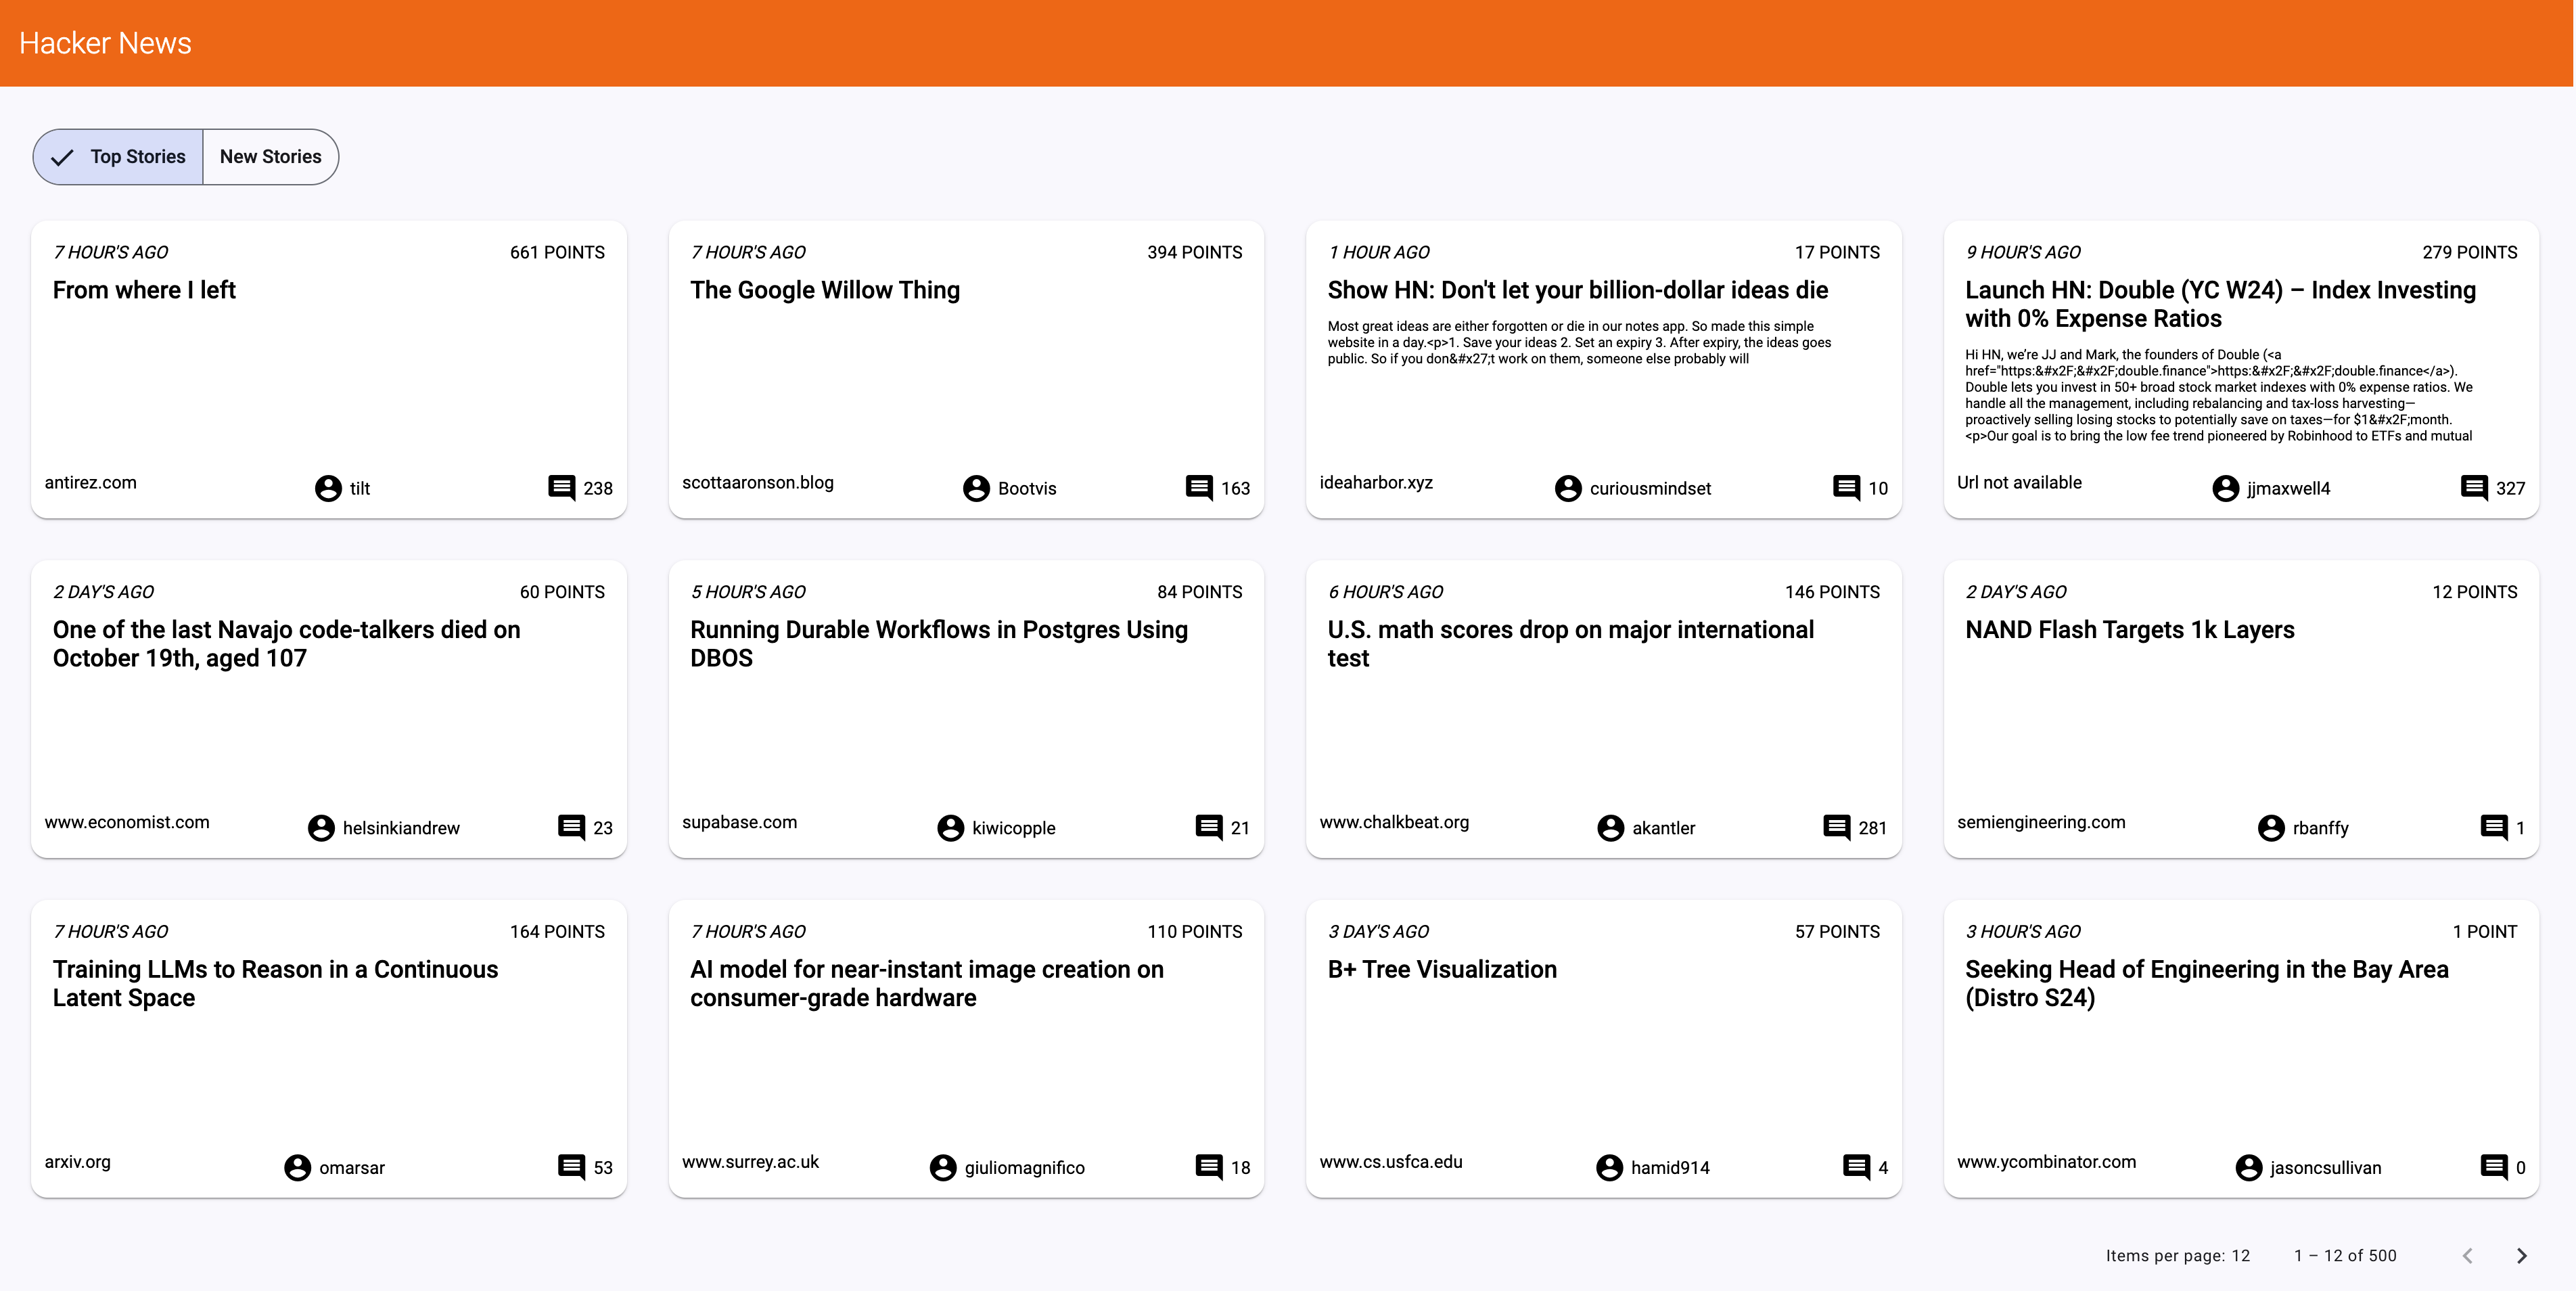 Hacker News
Top Stories
New Stories
7 HOUR'S AGO
661 POINTS
From where I left
antirez.com
tilt
238
7 HOUR'S AGO
394 POINTS
The Google Willow Thing
scottaaronson.blog
Bootvis
163
1 HOUR AGO
17 POINTS
Show HN: Don't let your billion-dollar ideas die
Most great ideas are either forgotten or die in our notes app. So made this simple
website in a day.<p>1. Save your ideas 2. Set an expiry 3. After expiry, the ideas goes
public. So if you don&#x27;t work on them, someone else probably will
ideaharbor.xyz
curiousmindset
10
9 HOUR'S AGO
279 POINTS
Launch HN: Double (YC W24) – Index Investing
with 0% Expense Ratios
Hi HN, we’re JJ and Mark, the founders of Double (<a
href="https:&#x2F;&#x2F;double.finance">https:&#x2F;&#x2F;double.finance</a>).
Double lets you invest in 50+ broad stock market indexes with 0% expense ratios. We
handle all the management, including rebalancing and tax-loss harvesting—
proactively selling losing stocks to potentially save on taxes—for $1&#x2F;month.
<p>Our goal is to bring the low fee trend pioneered by Robinhood to ETFs and mutual
Url not available
jjmaxwell4
327
2 DAY'S AGO
60 POINTS
One of the last Navajo code-talkers died on
October 19th, aged 107
www.economist.com
helsinkiandrew
23
5 HOUR'S AGO
84 POINTS
Running Durable Workflows in Postgres Using
DBOS
supabase.com
kiwicopple
21
6 HOUR'S AGO
146 POINTS
U.S. math scores drop on major international
test
www.chalkbeat.org
akantler
281
2 DAY'S AGO
12 POINTS
NAND Flash Targets 1k Layers
semiengineering.com
rbanffy
1
7 HOUR'S AGO
164 POINTS
Training LLMs to Reason in a Continuous
Latent Space
arxiv.org
omarsar
53
7 HOUR'S AGO
110 POINTS
AI model for near-instant image creation on
consumer-grade hardware
www.surrey.ac.uk
giuliomagnifico
18
3 DAY'S AGO
57 POINTS
B+ Tree Visualization
www.cs.usfca.edu
hamid914
4
3 HOUR'S AGO
1 POINT
Seeking Head of Engineering in the Bay Area
(Distro S24)
www.ycombinator.com
jasoncsullivan
0
Items per page: 12
1 – 12 of 500